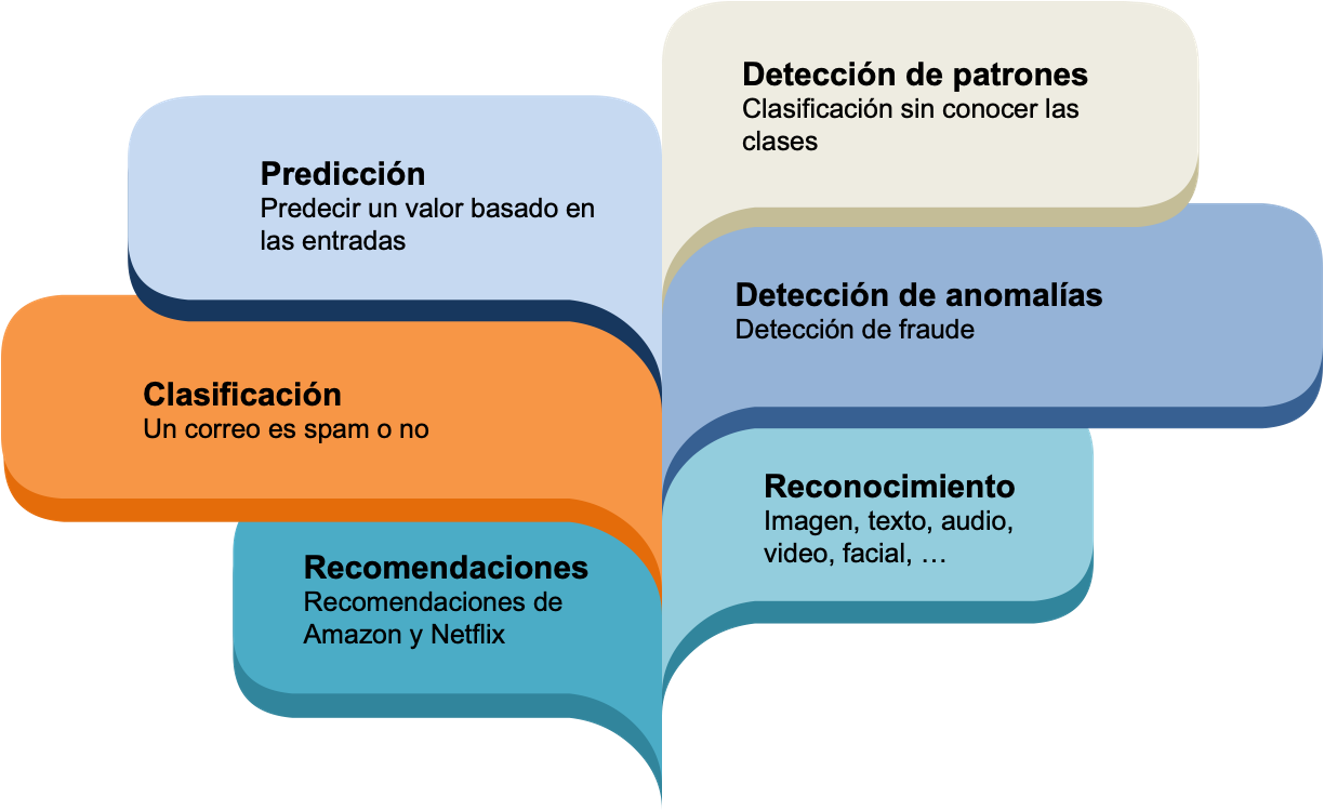 Predicción
Predecir un valor basado en
las entradas
Clasificación
Un correo es spam o no
Recomendaciones
Recomendaciones de
Amazon y Netflix
Detección de patrones
Clasificación sin conocer las
clases
Detección de anomalías
Detección de fraude
Reconocimiento
Imagen, texto, audio,
video, facial, …